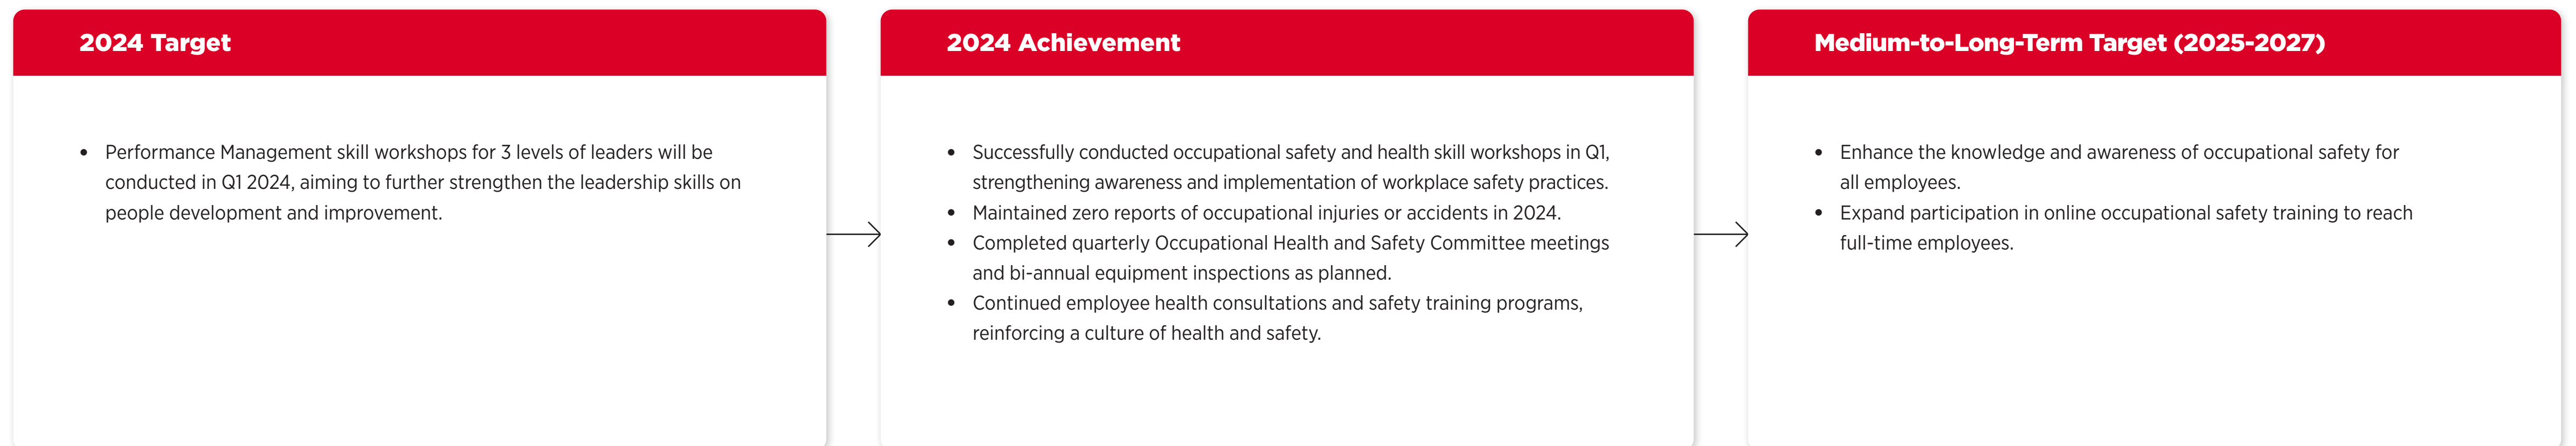 2024 Target
• Performance Management skill workshops for 3 levels of leaders will be
conducted in Q1 2024, aiming to further strengthen the leadership skills on
people development and improvement.
2024 Achievement
• Successfully conducted occupational safety and health skill workshops in Q1,
strengthening awareness and implementation of workplace safety practices.
• Maintained zero reports of occupational injuries or accidents in 2024.
• Completed quarterly Occupational Health and Safety Committee meetings
and bi-annual equipment inspections as planned.
• Continued employee health consultations and safety training programs,
reinforcing a culture of health and safety.
Medium-to-Long-Term Target (2025-2027)
• Enhance the knowledge and awareness of occupational safety for
all employees.
• Expand participation in online occupational safety training to reach
full-time employees.